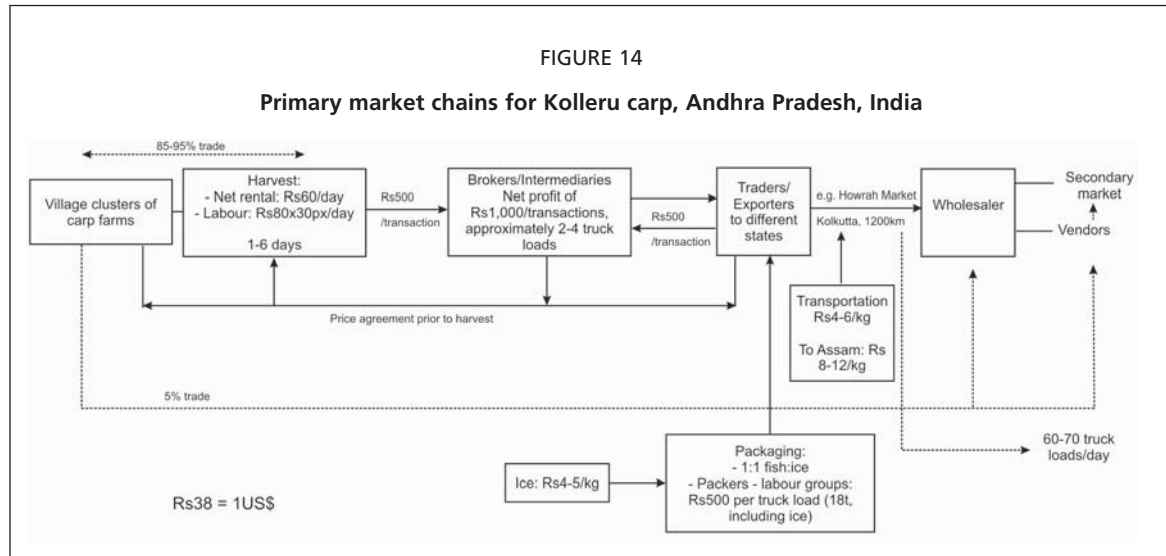 FIGURE 14
Primary market chains for Kolleru carp, Andhra Pradesh, India
85-95% trade
Village clusters of
carp farms
Harvest:
- Net rental: Rs60/day
- Labour: Rs80x30px/day
1-6 days
Rs500
/transaction
Brokers/Intermediaries
Net profit of
Rs1,000/transactions,
approximately 2-4 truck
loads
Rs500
/transaction
Traders/
Exporters
to different
states
e.g. Howrah Market
Kolkutta, 1200km
Wholesaler
Secondary
market
Vendors
Transportation
Rs4-6/kg
To Assam: Rs
8-12/kg
Price agreement prior to harvest
5% trade
60-70 truck
loads/day
Ice: Rs4-5/kg
Packaging:
- 1:1 fish:ice
- Packers - labour groups:
Rs500 per truck load (18t,
including ice)
Rs38 = 1US$